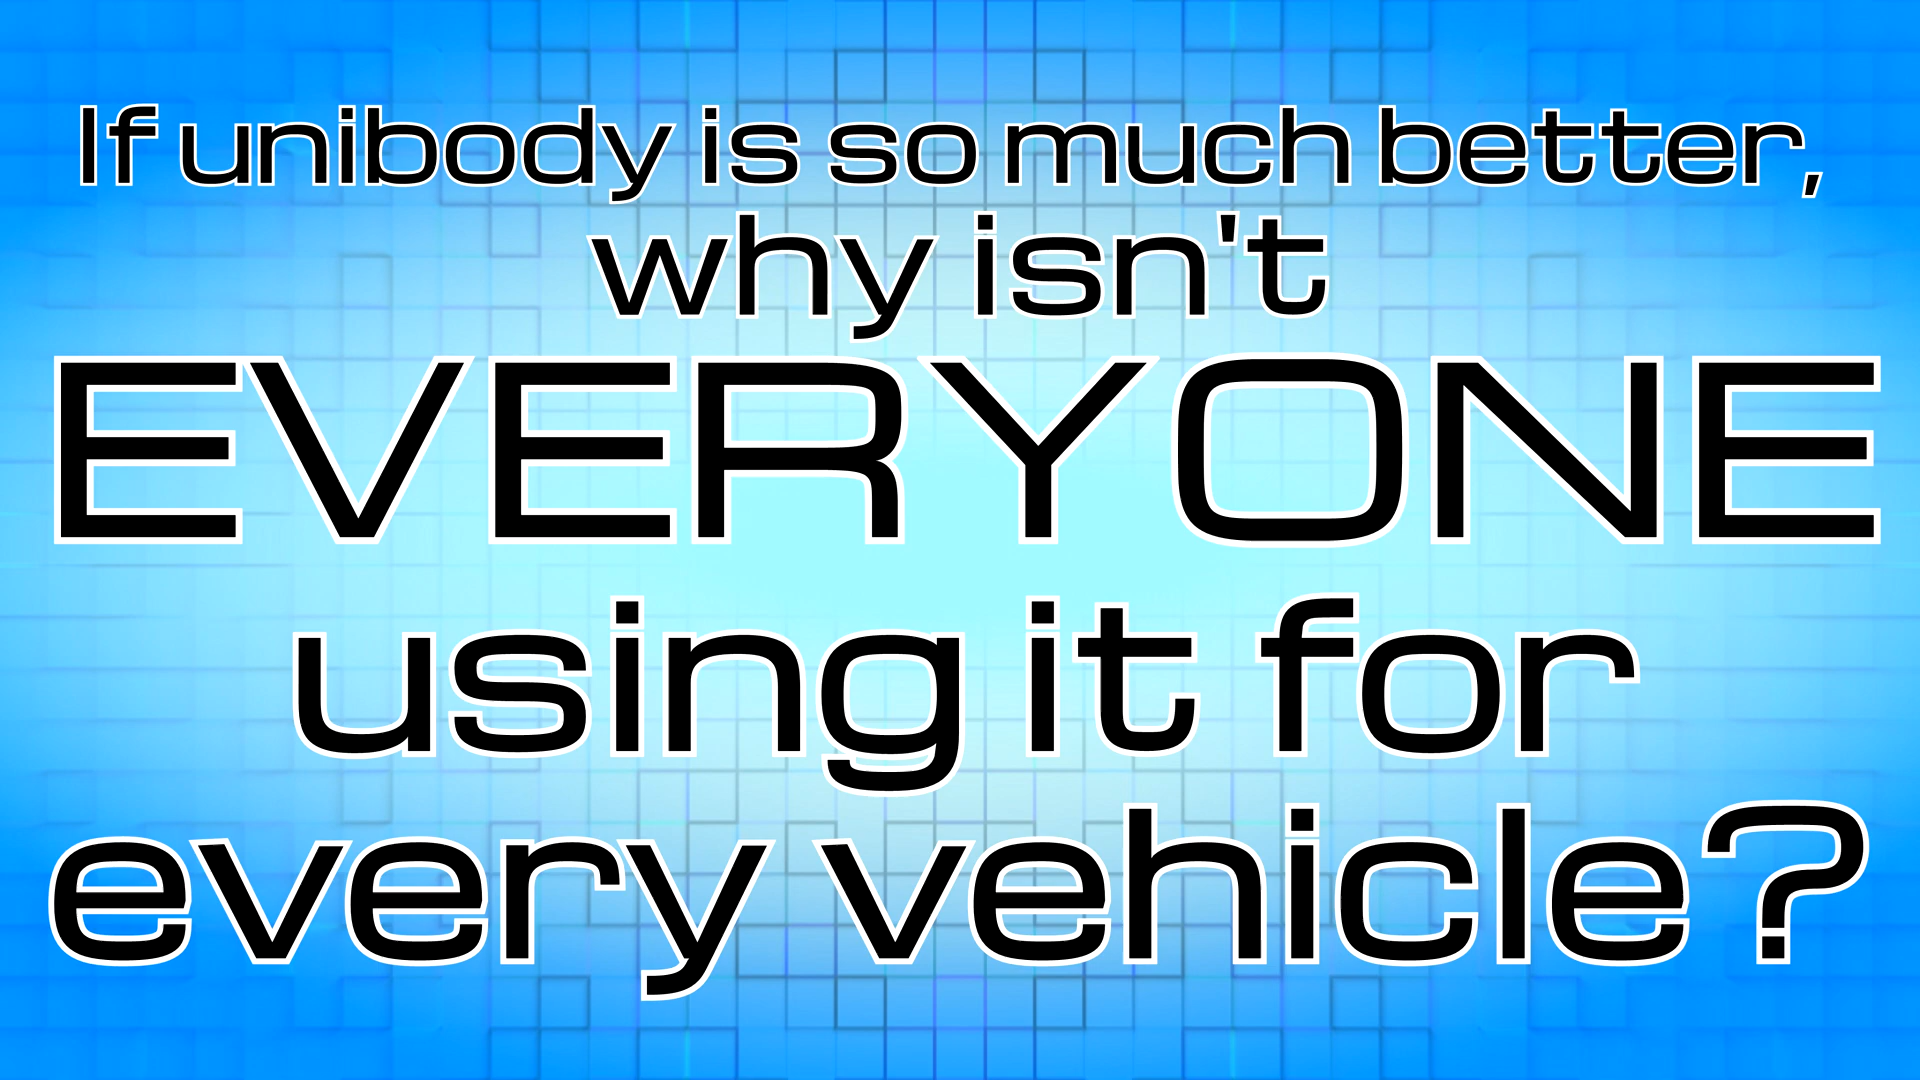 If unibody is so much better,
why isn't
EVERYONE
using it for
every vehicle?